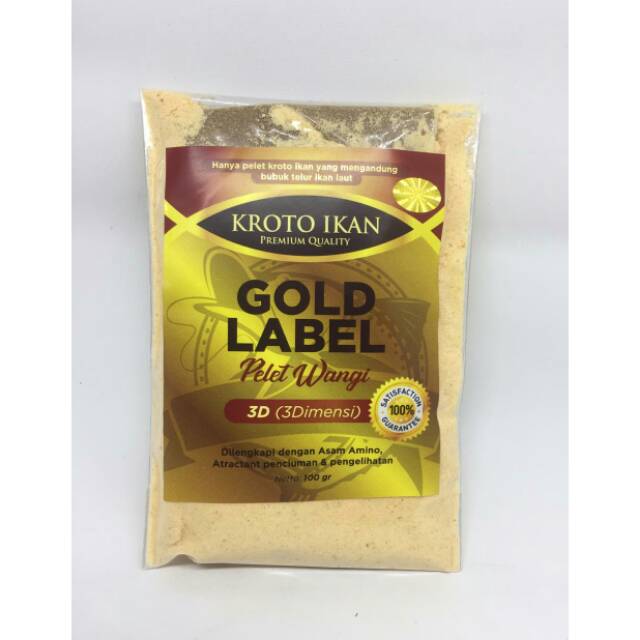 Hanya pelet kroto ikan yang mengandung
bubuk telur ikan laut
KROTO IKAN
PREMIUM QUALITY
GOLD
LABEL
Pelet Wangi
3D (3Dimensi)
SATISFACTION
100%
GUARANTEE
Dilengkapi dengan Asam Amino,
Atractant penciuman & pengelihatan
Netto 100 gr